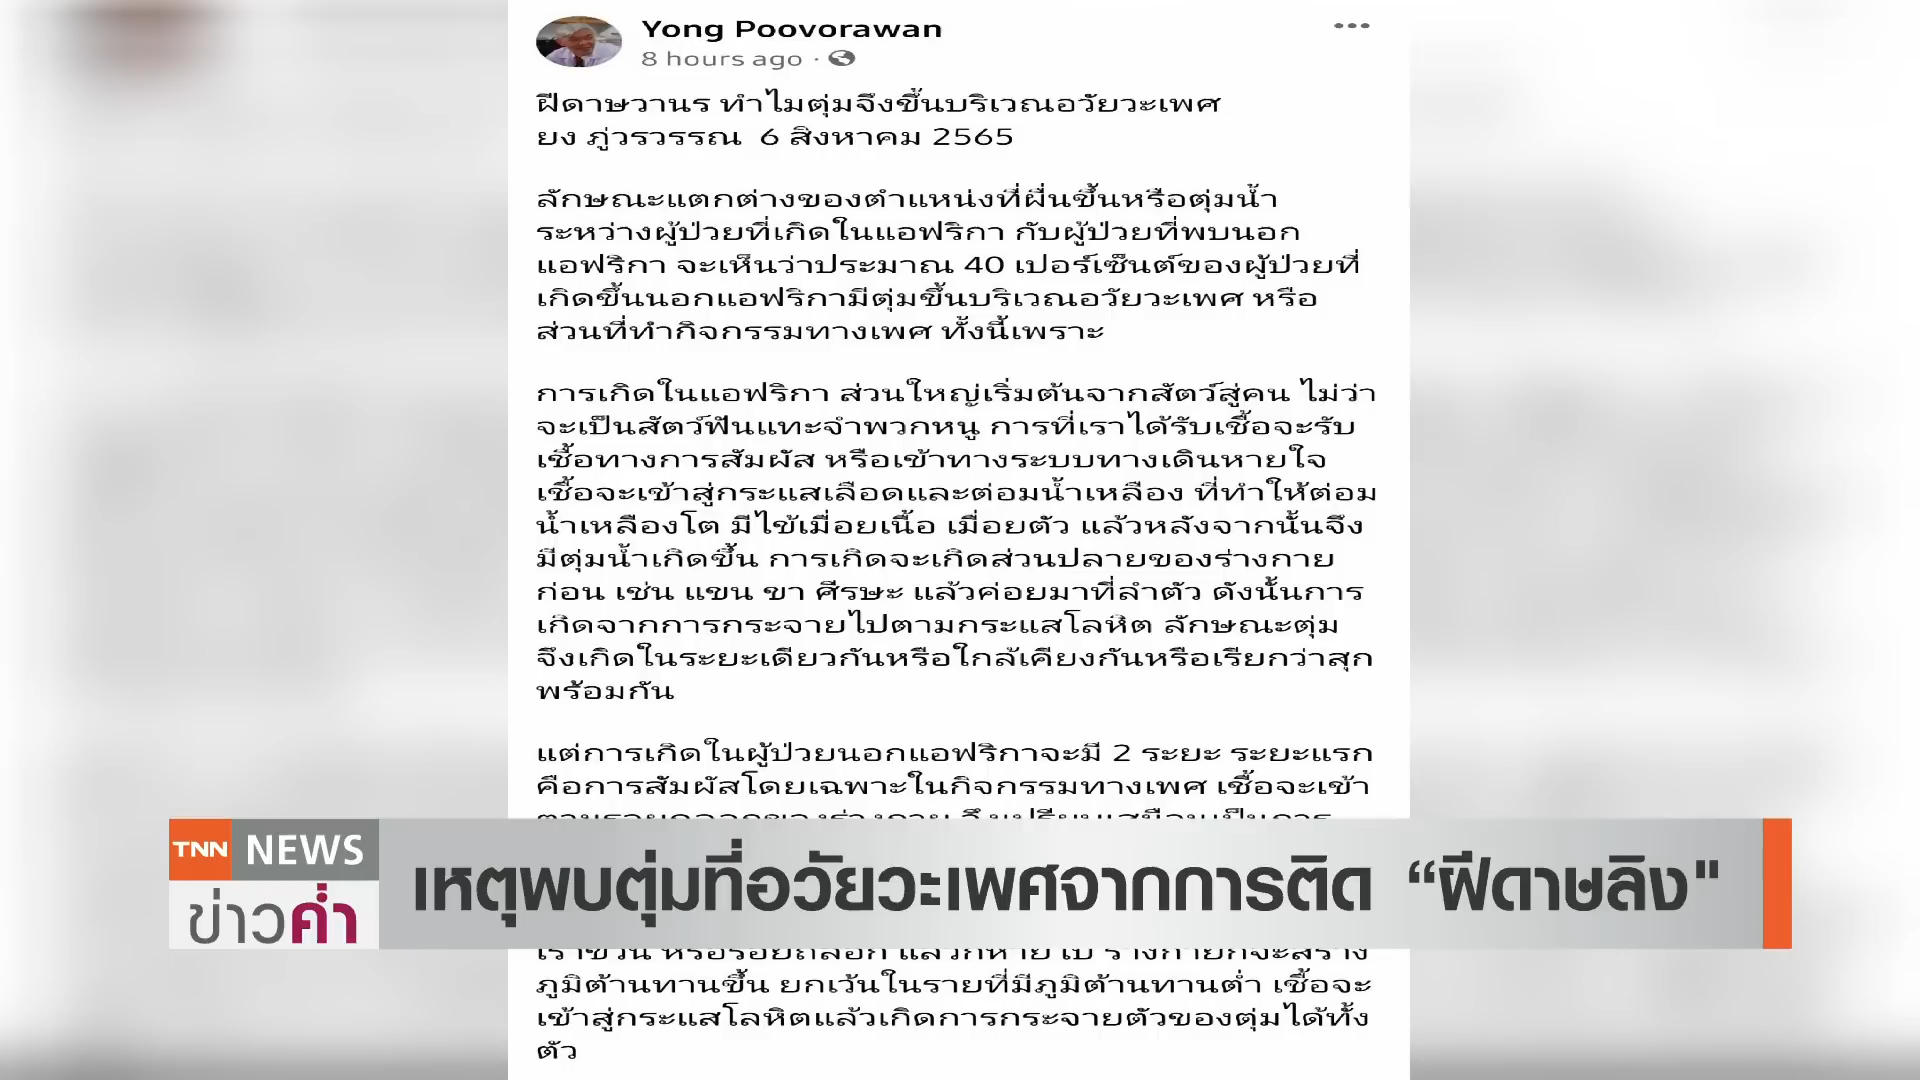 Yong Poovorawan
8 hours ago ·
ฝีดาษวานร ทำไมตุ่มจึงขึ้นบริเวณอวัยวะเพศ
ยง ภู่วรวรรณ 6 สิงหาคม 2565
ลักษณะแตกต่างของตำแหน่งที่ผื่นขึ้นหรือตุ่มน้ำ
ระหว่างผู้ป่วยที่เกิดในแอฟริกา กับผู้ป่วยที่พบนอก
แอฟริกา จะเห็นว่าประมาณ 40 เปอร์เซ็นต์ของผู้ป่วยที่
เกิดขึ้นนอกแอฟริกามีตุ่มขึ้นบริเวณอวัยวะเพศ หรือ
ส่วนที่ทำกิจกรรมทางเพศ ทั้งนี้เพราะ
การเกิดในแอฟริกา ส่วนใหญ่เริ่มต้นจากสัตว์สู่คน ไม่ว่า
จะเป็นสัตว์ฟันแทะจำพวกหนู การที่เราได้รับเชื้อจะรับ
เชื้อทางการสัมผัส หรือเข้าทางระบบทางเดินหายใจ
เชื้อจะเข้าสู่กระแสเลือดและต่อมน้ำเหลือง ที่ทำให้ต่อม
น้ำเหลืองโต มีไข้เมื่อยเนื้อ เมื่อยตัว แล้วหลังจากนั้นจึง
มีตุ่มน้ำเกิดขึ้น การเกิดจะเกิดส่วนปลายของร่างกาย
ก่อน เช่น แขน ขา ศีรษะ แล้วค่อยมาที่ลำตัว ดังนั้นการ
เกิดจากการกระจายไปตามกระแสโลหิต ลักษณะตุ่ม
จึงเกิดในระยะเดียวกันหรือใกล้เคียงกันหรือเรียกว่าสุก
พร้อมกัน
แต่การเกิดในผู้ป่วยนอกแอฟริกาจะมี 2 ระยะ ระยะแรก
คือการสัมผัสโดยเฉพาะในกิจกรรมทางเพศ เชื้อจะเข้า
TNN NEWS
ข่าวค่ำ
เหตุพบตุ่มที่อวัยวะเพศจากการติด “ฝีดาษลิง"
หรือรอยถลอก แล้วก็หายไป ร่างกายก็จะสร้าง
ภูมิต้านทานขึ้น ยกเว้นในรายที่มีภูมิต้านทานต่ำ เชื้อจะ
เข้าสู่กระแสโลหิตแล้วเกิดการกระจายตัวของตุ่มได้ทั้ง
ตัว